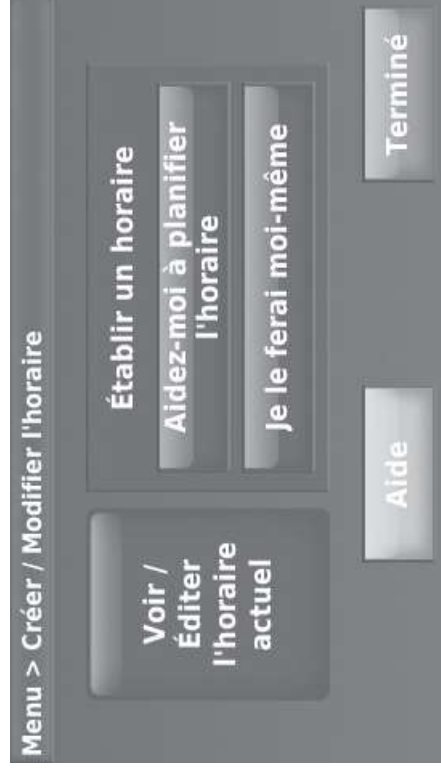 Menu > Créer / Modifier l'horaire
Voir /
Éditer
l'horaire
actuel
Établir un horaire
Aidez-moi à planifier
l'horaire
Je le ferai moi-même
Aide
Terminé